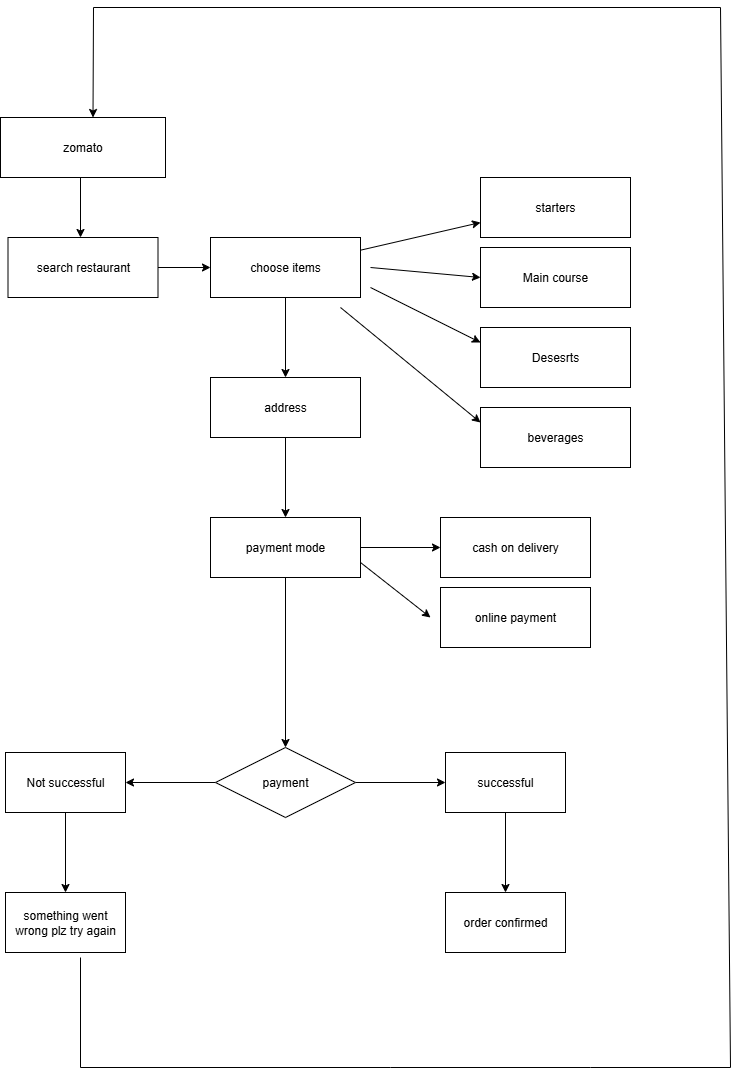 zomato
starters
search restaurant
choose items
Main course
Desesrts
address
beverages
payment mode
cash on delivery
online payment
Not successful
payment
successful
something went
wrong plz try again
order confirmed